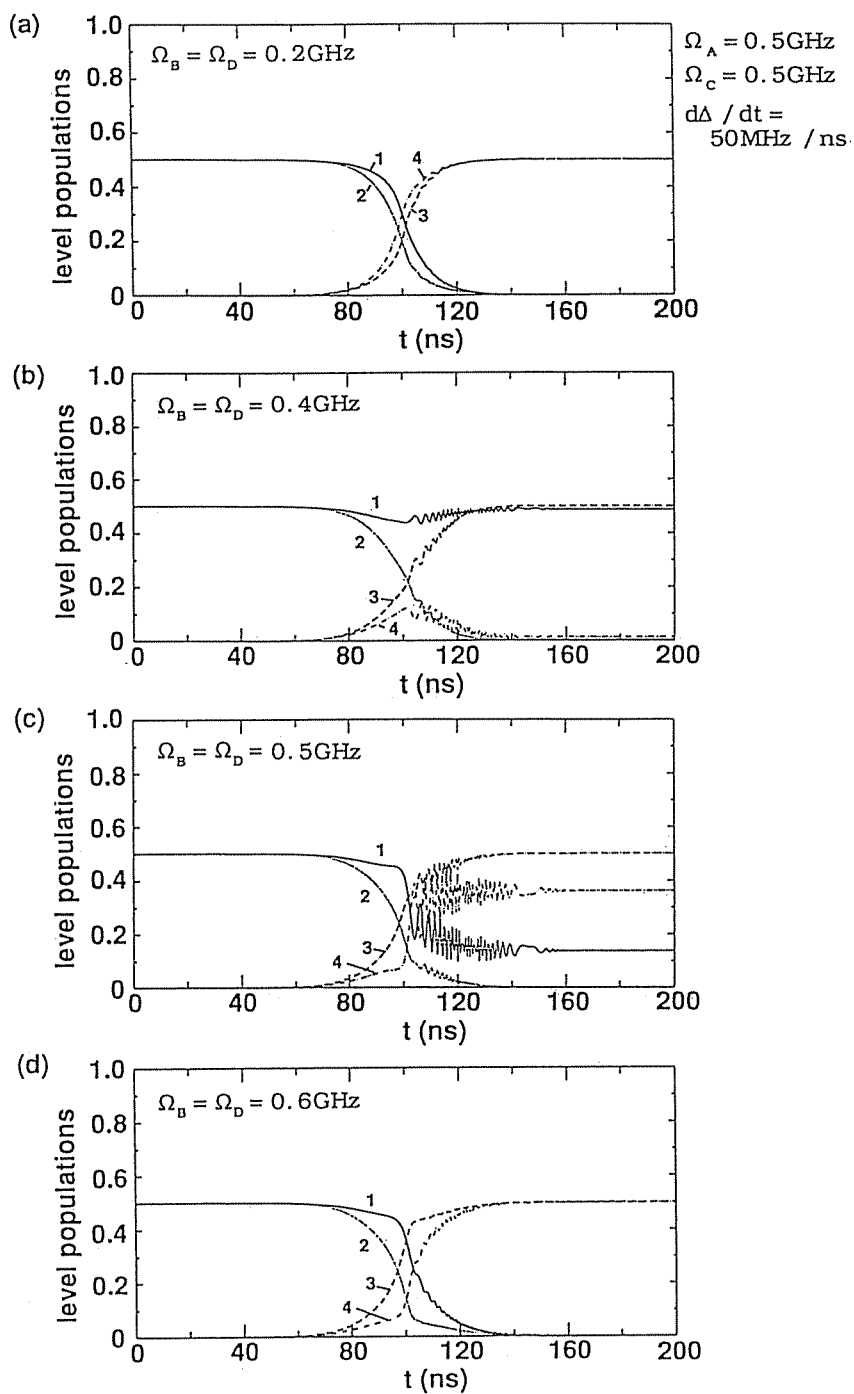 (a)
Ω_B = Ω_D = 0.2GHz
Ω_A = 0.5GHz
Ω_C = 0.5GHz
dΔ / dt =
50MHz / ns.
level populations
1.0
0.8
0.6
0.4
0.2
0
1
2
4
3
0 40 80 120 160 200
t (ns)
(b)
Ω_B = Ω_D = 0.4GHz
level populations
1.0
0.8
0.6
0.4
0.2
0
1
2
3
4
0 40 80 120 160 200
t (ns)
(c)
Ω_B = Ω_D = 0.5GHz
level populations
1.0
0.8
0.6
0.4
0.2
0
1
2
3
4
0 40 80 120 160 200
t (ns)
(d)
Ω_B = Ω_D = 0.6GHz
level populations
1.0
0.8
0.6
0.4
0.2
0
1
2
3
4
0 40 80 120 160 200
t (ns)